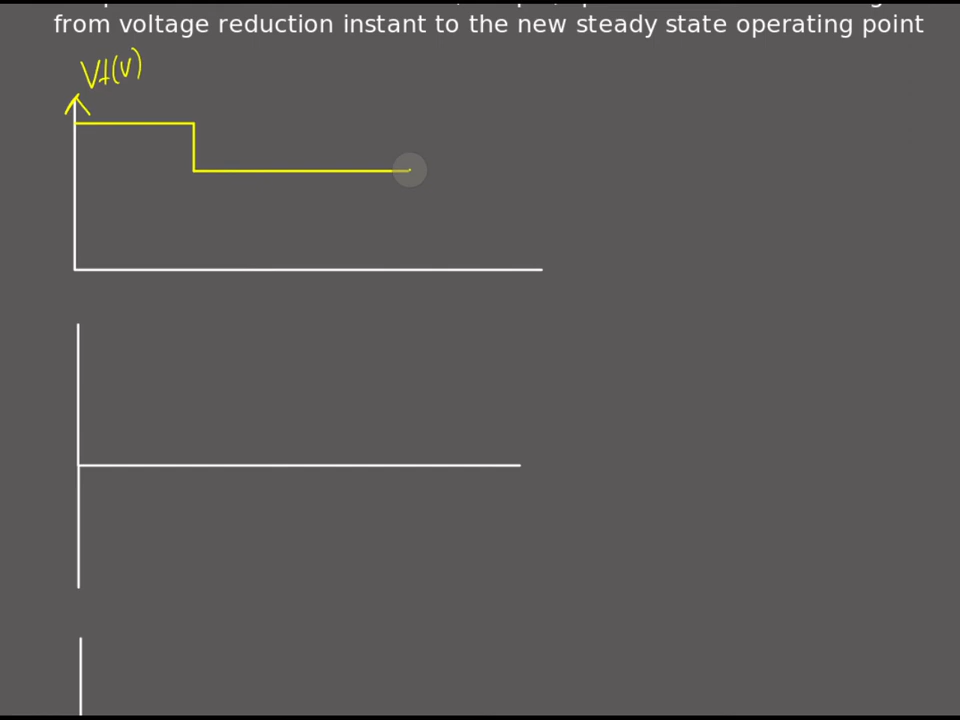 from voltage reduction instant to the new steady state operating point
Vt(V)